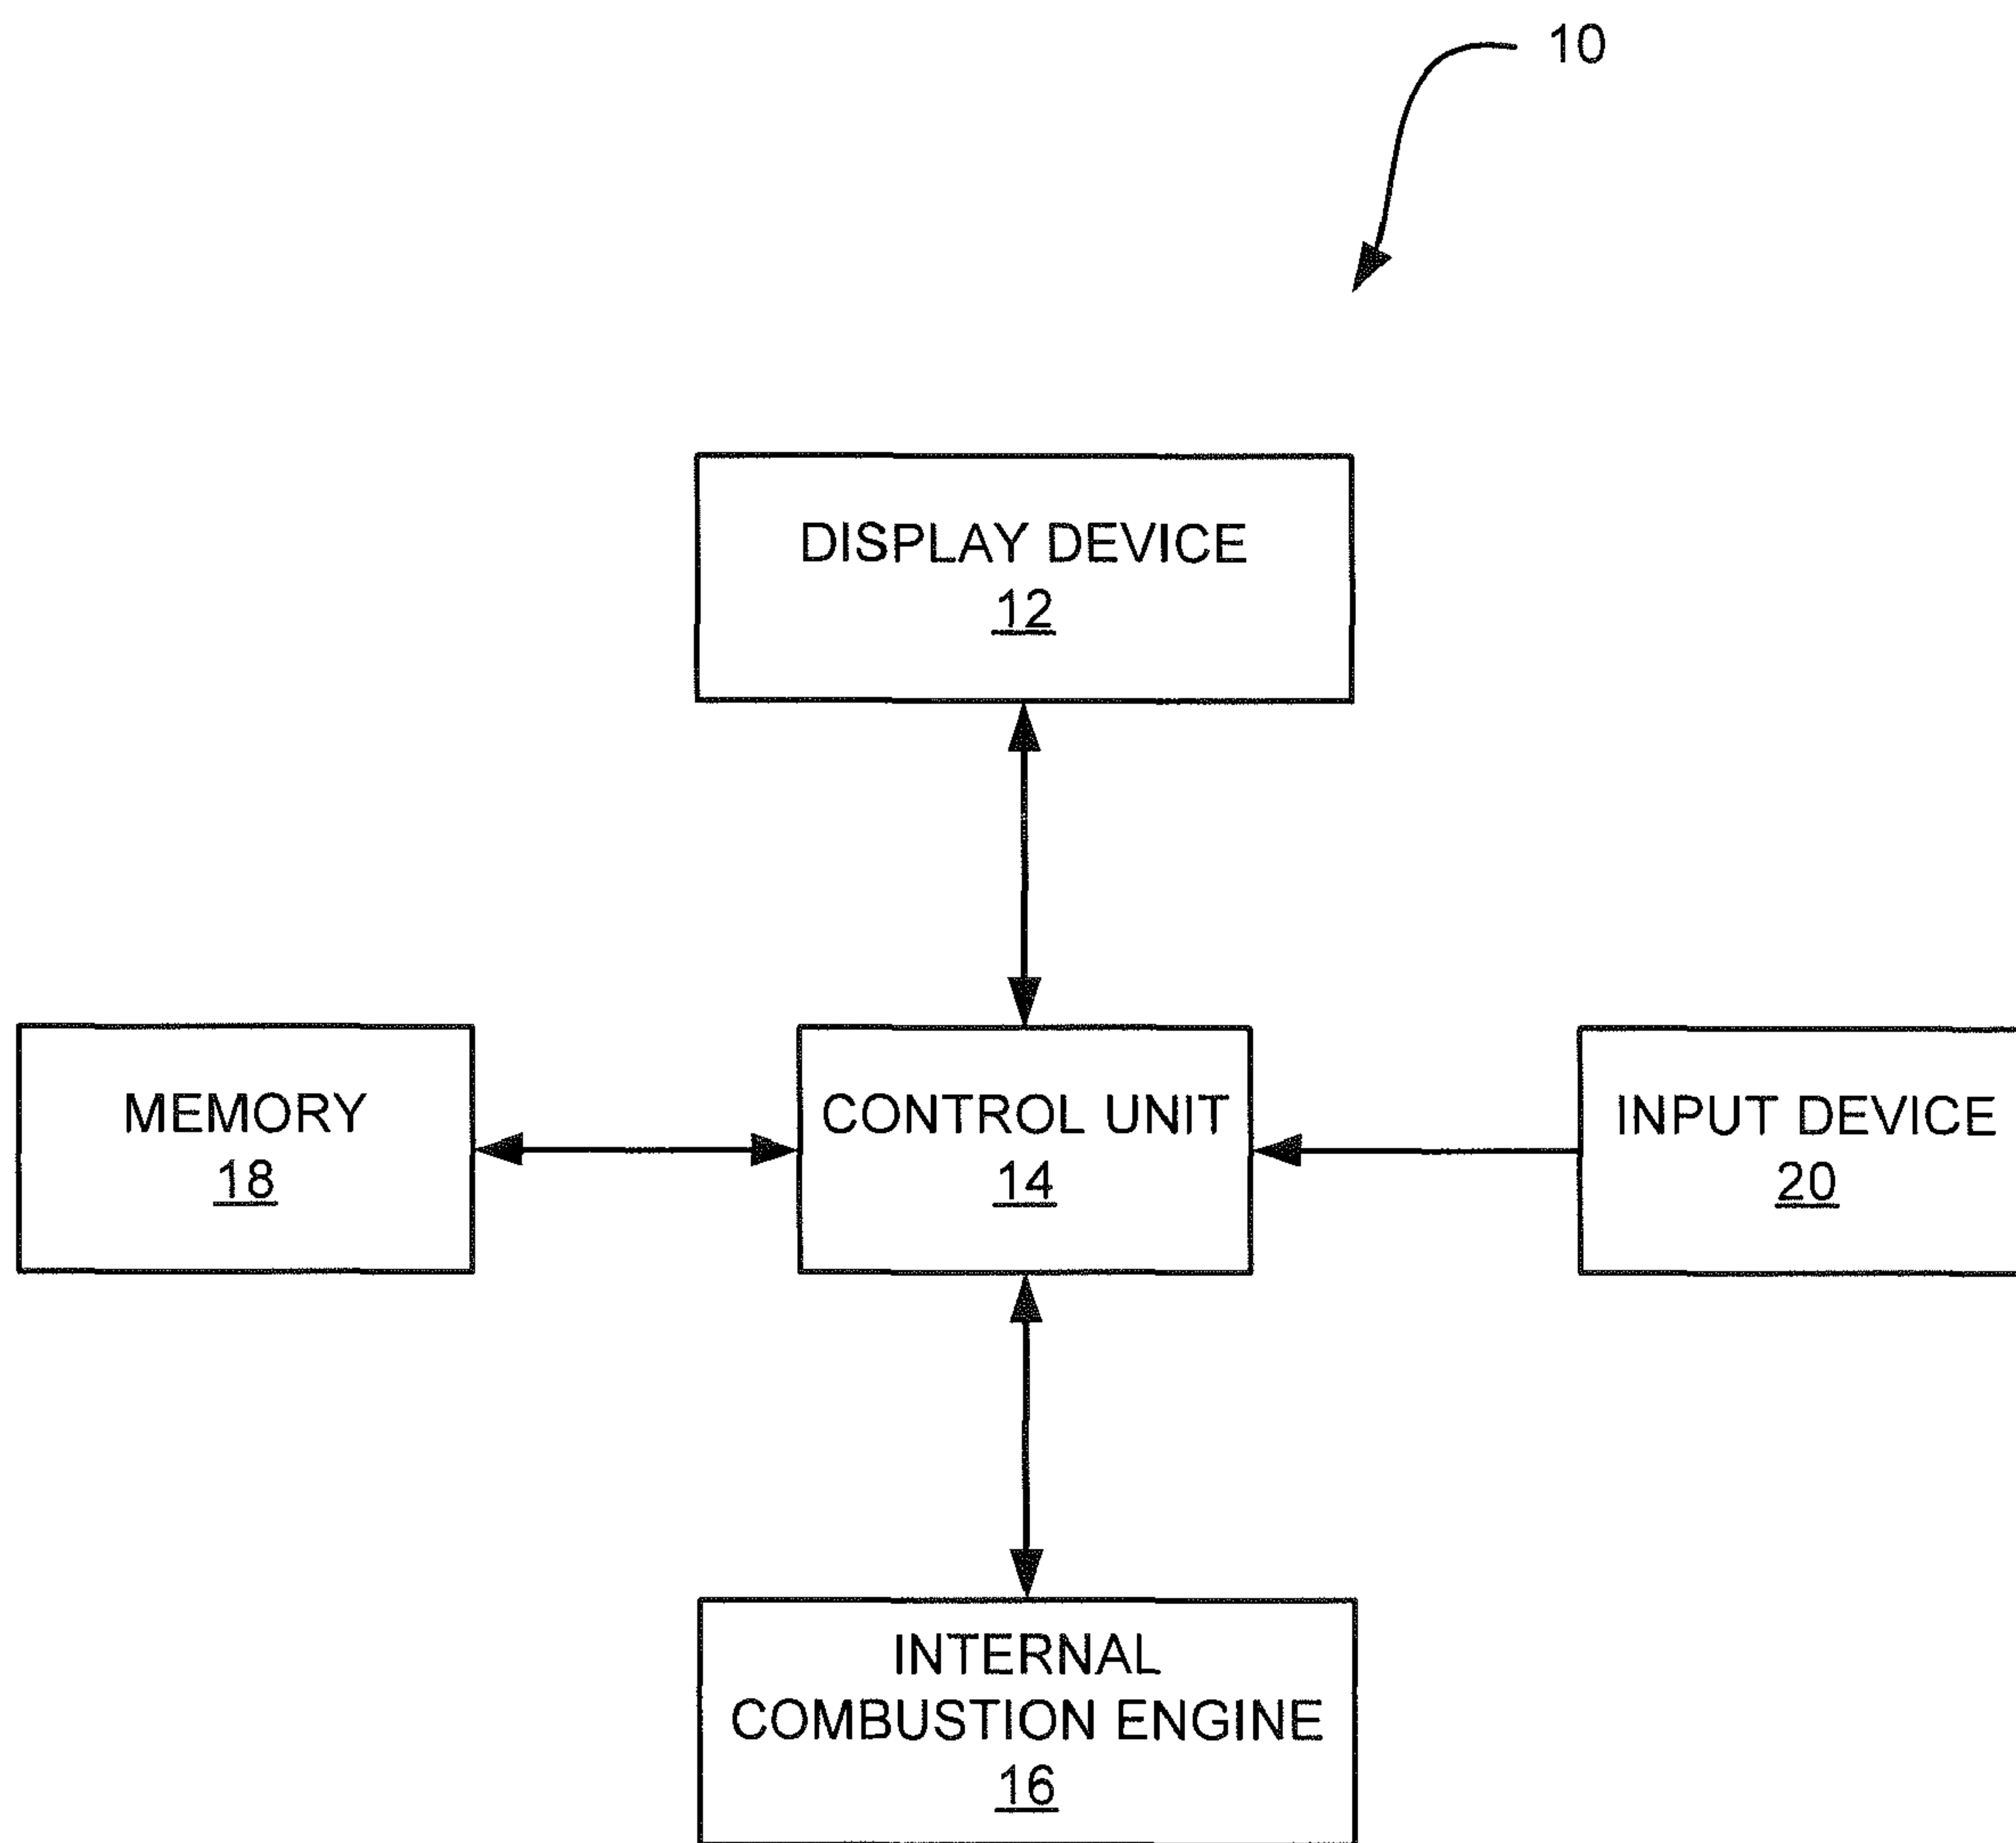 10
DISPLAY DEVICE
12
MEMORY
18
CONTROL UNIT
14
INPUT DEVICE
20
INTERNAL
COMBUSTION ENGINE
16